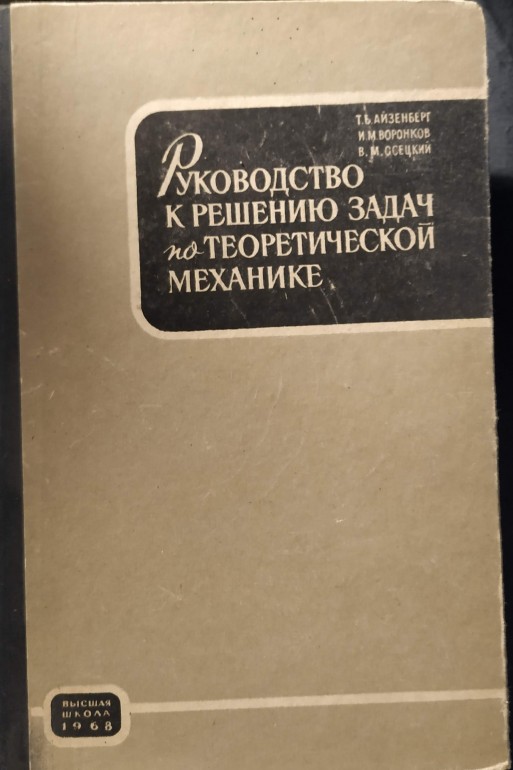 Т.Б. АЙЗЕНБЕРГ
И.М. ВОРОНКОВ
В.М. ОСЕЦКИЙ
РУКОВОДСТВО
К РЕШЕНИЮ ЗАДАЧ
по ТЕОРЕТИЧЕСКОЙ
МЕХАНИКЕ
ВЫСШАЯ
ШКОЛА
1968